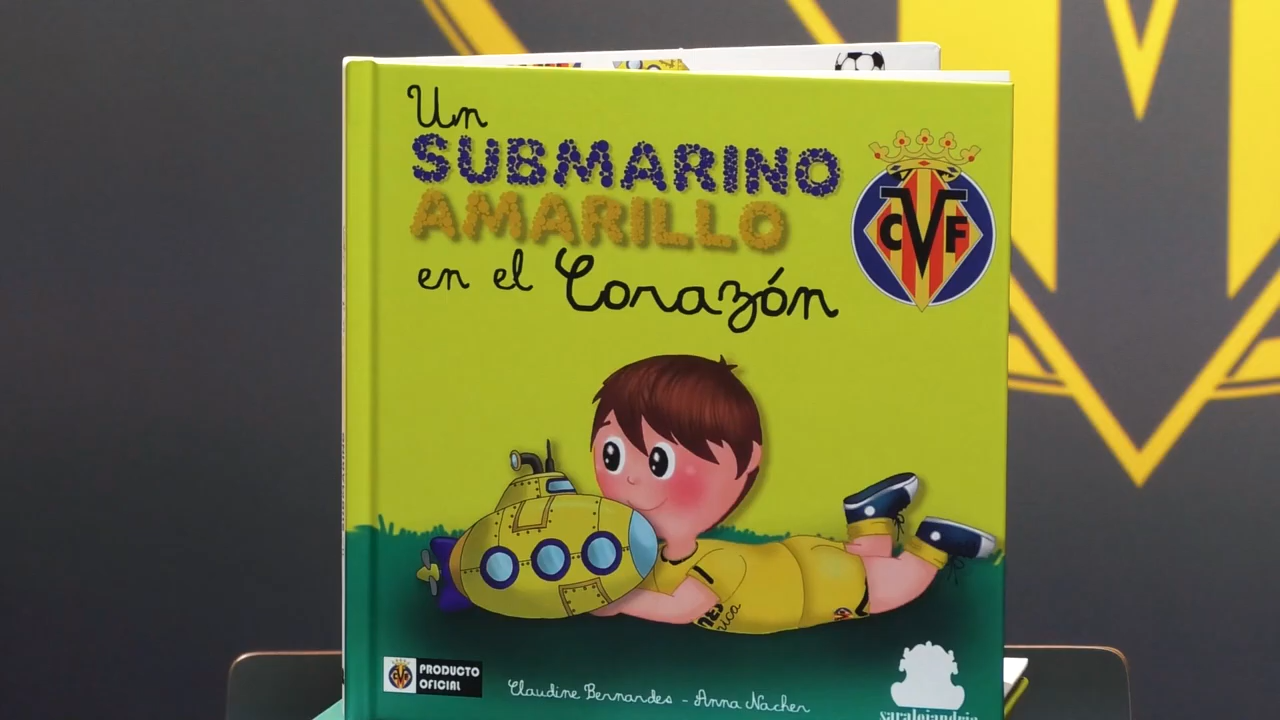 Un
SUBMARINO
AMARILLO
en el Corazón
CVF
PRODUCTO
OFICIAL
Claudine Bernardes - Anna Nacher